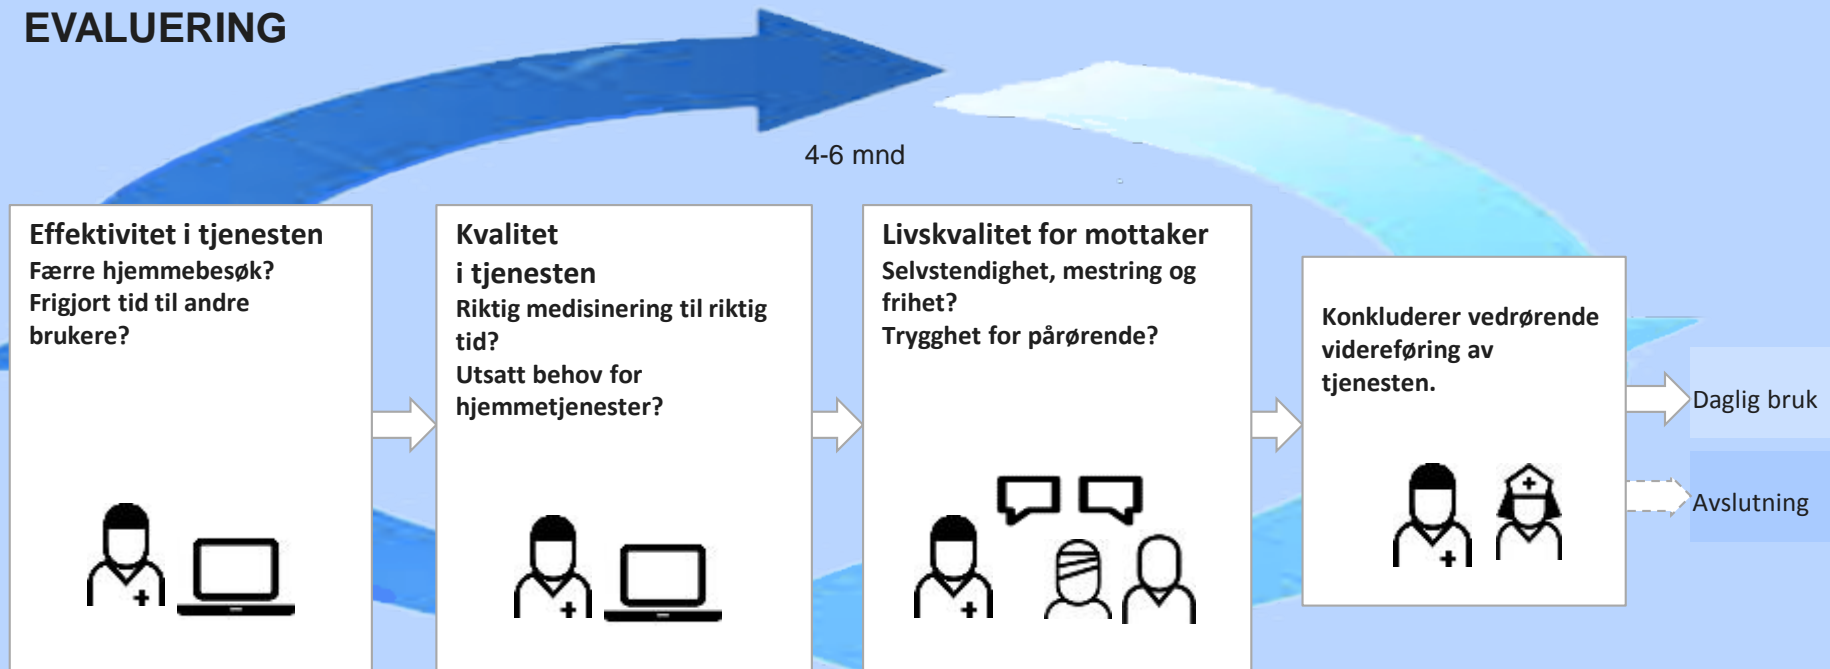 EVALUERING
4-6 mnd
Effektivitet i tjenesten
Færre hjemmebesøk?
Frigjort tid til andre
brukere?
Kvalitet
i tjenesten
Riktig medisinering til riktig
tid?
Utsatt behov for
hjemmetjenester?
Livskvalitet for mottaker
Selvstendighet, mestring og
frihet?
Trygghet for pårørende?
Konkluderer vedrørende
videreføring av
tjenesten.
Daglig bruk
Avslutning